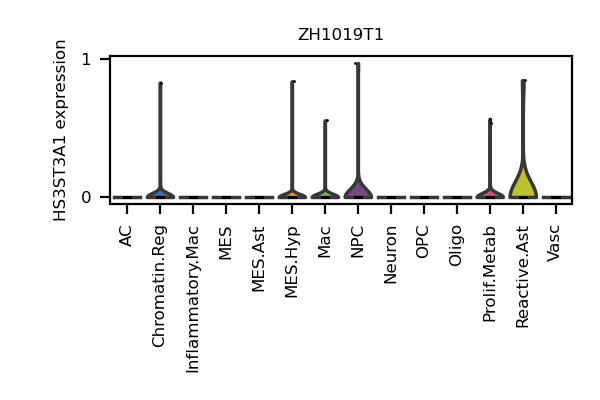 ZH1019T1
HS3ST3A1 expression
1
0
AC
Chromatin.Reg
Inflammatory.Mac
MES
MES.Ast
MES.Hyp
Mac
NPC
Neuron
OPC
Oligo
Prolif.Metab
Reactive.Ast
Vasc